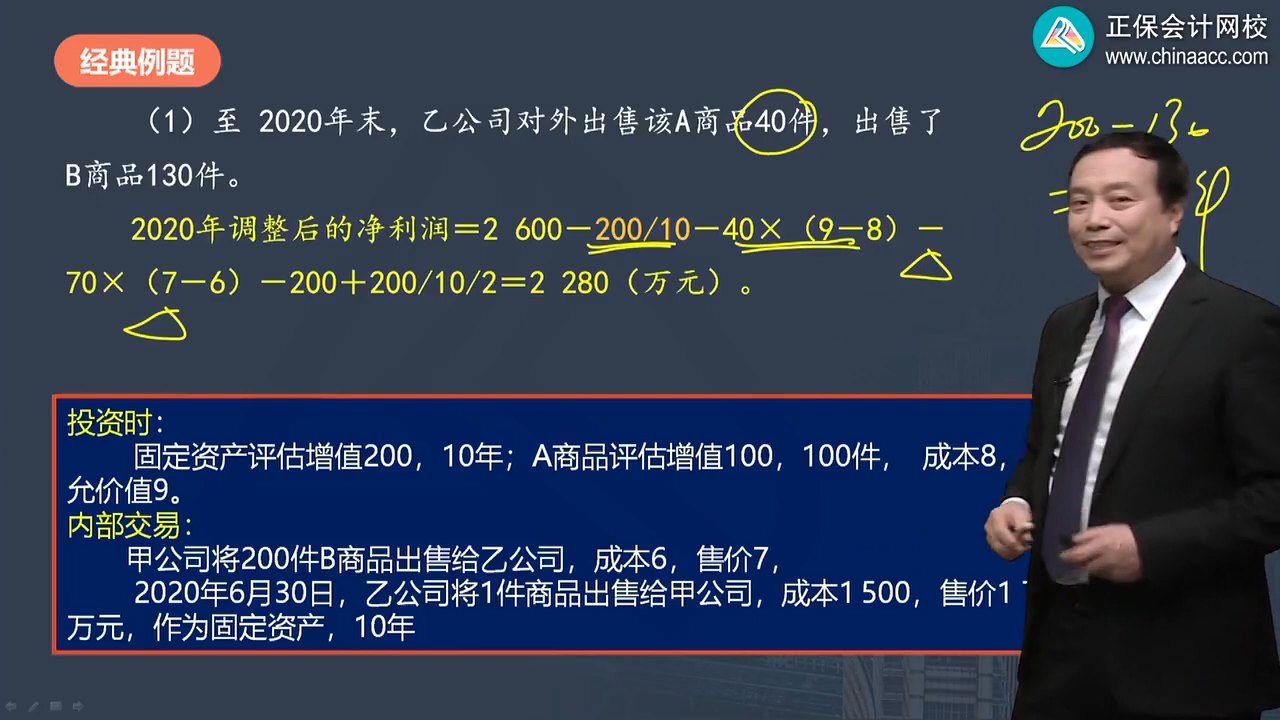 正保会计网校
www.chinaacc.com
经典例题
（1）至 2020年末，乙公司对外出售该A商品40件，出售了
B商品130件。
2020年调整后的净利润＝2 600－200/10－40×（9－8）－
70×（7－6）－200＋200/10/2＝2 280（万元）。
200－130
＝
投资时：
固定资产评估增值200，10年；A商品评估增值100，100件， 成本8，
允价值9。
内部交易：
甲公司将200件B商品出售给乙公司，成本6，售价7，
2020年6月30日，乙公司将1件商品出售给甲公司，成本1 500，售价1
万元，作为固定资产，10年